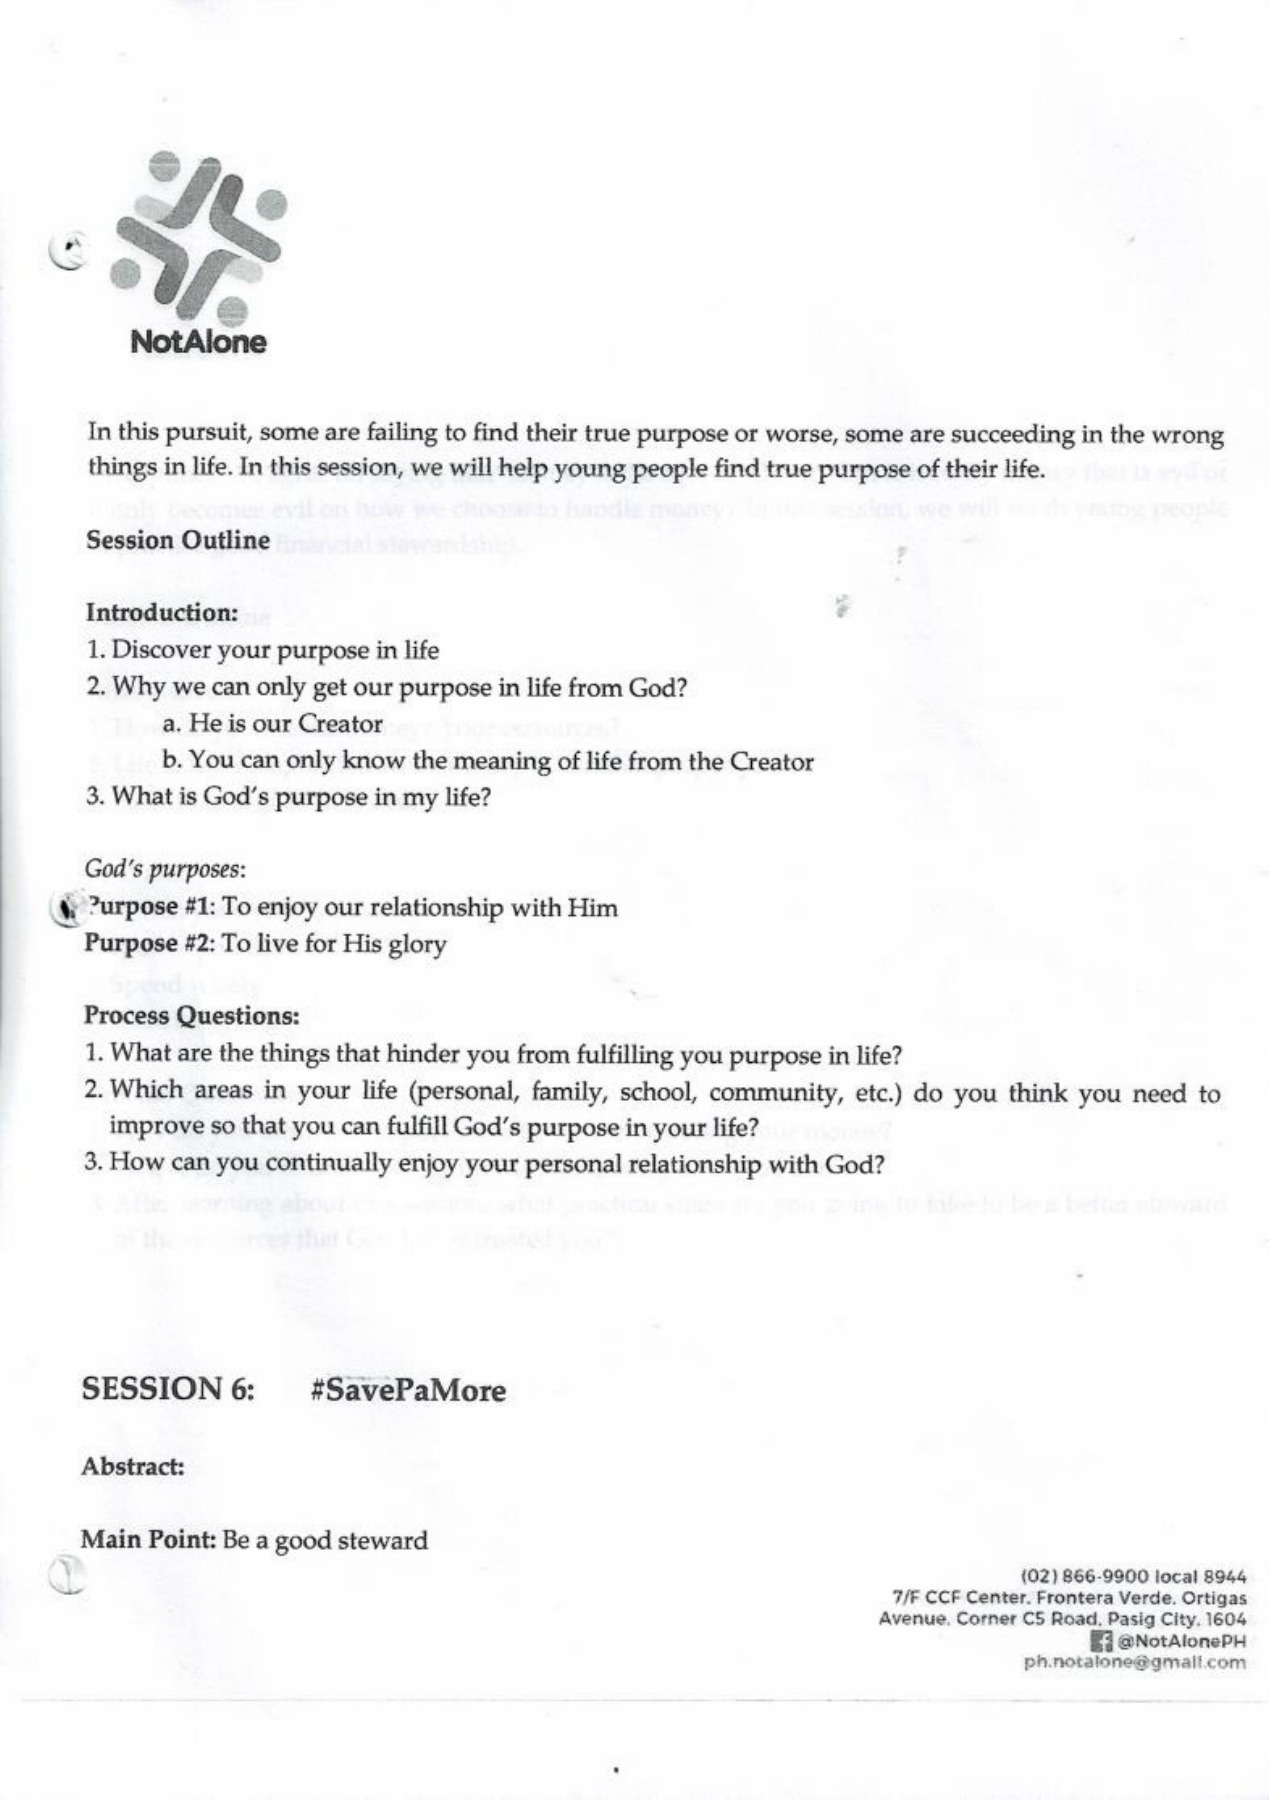 NotAlone
In this pursuit, some are failing to find their true purpose or worse, some are succeeding in the wrong
things in life. In this session, we will help young people find true purpose of their life.
Session Outline
Introduction:
1. Discover your purpose in life
2. Why we can only get our purpose in life from God?
a. He is our Creator
b. You can only know the meaning of life from the Creator
3. What is God's purpose in my life?
God's purposes:
Purpose #1: To enjoy our relationship with Him
Purpose #2: To live for His glory
Process Questions:
1. What are the things that hinder you from fulfilling you purpose in life?
2. Which areas in your life (personal, family, school, community, etc.) do you think you need to
improve so that you can fulfill God's purpose in your life?
3. How can you continually enjoy your personal relationship with God?
SESSION 6: #SavePaMore
Abstract:
Main Point: Be a good steward
(02) 866-9900 local 8944
7/F CCF Center. Frontera Verde. Ortigas
Avenue. Corner C5 Road, Pasig City. 1604
@NotAlonePH
ph.notalone@gmail.com